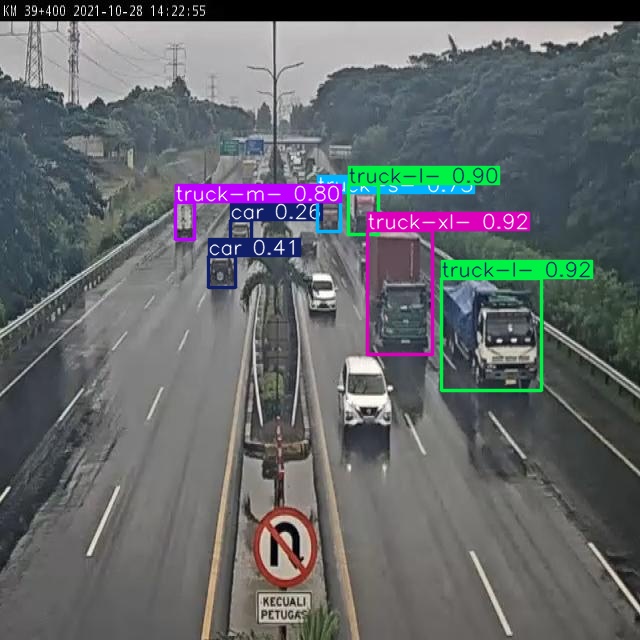 KM 39+400 2021-10-28 14:22:55
truck-l- 0.90
truck-m- 0.80
car 0.26
truck-xl- 0.92
car 0.41
truck-l- 0.92
KECUALI
PETUGAS